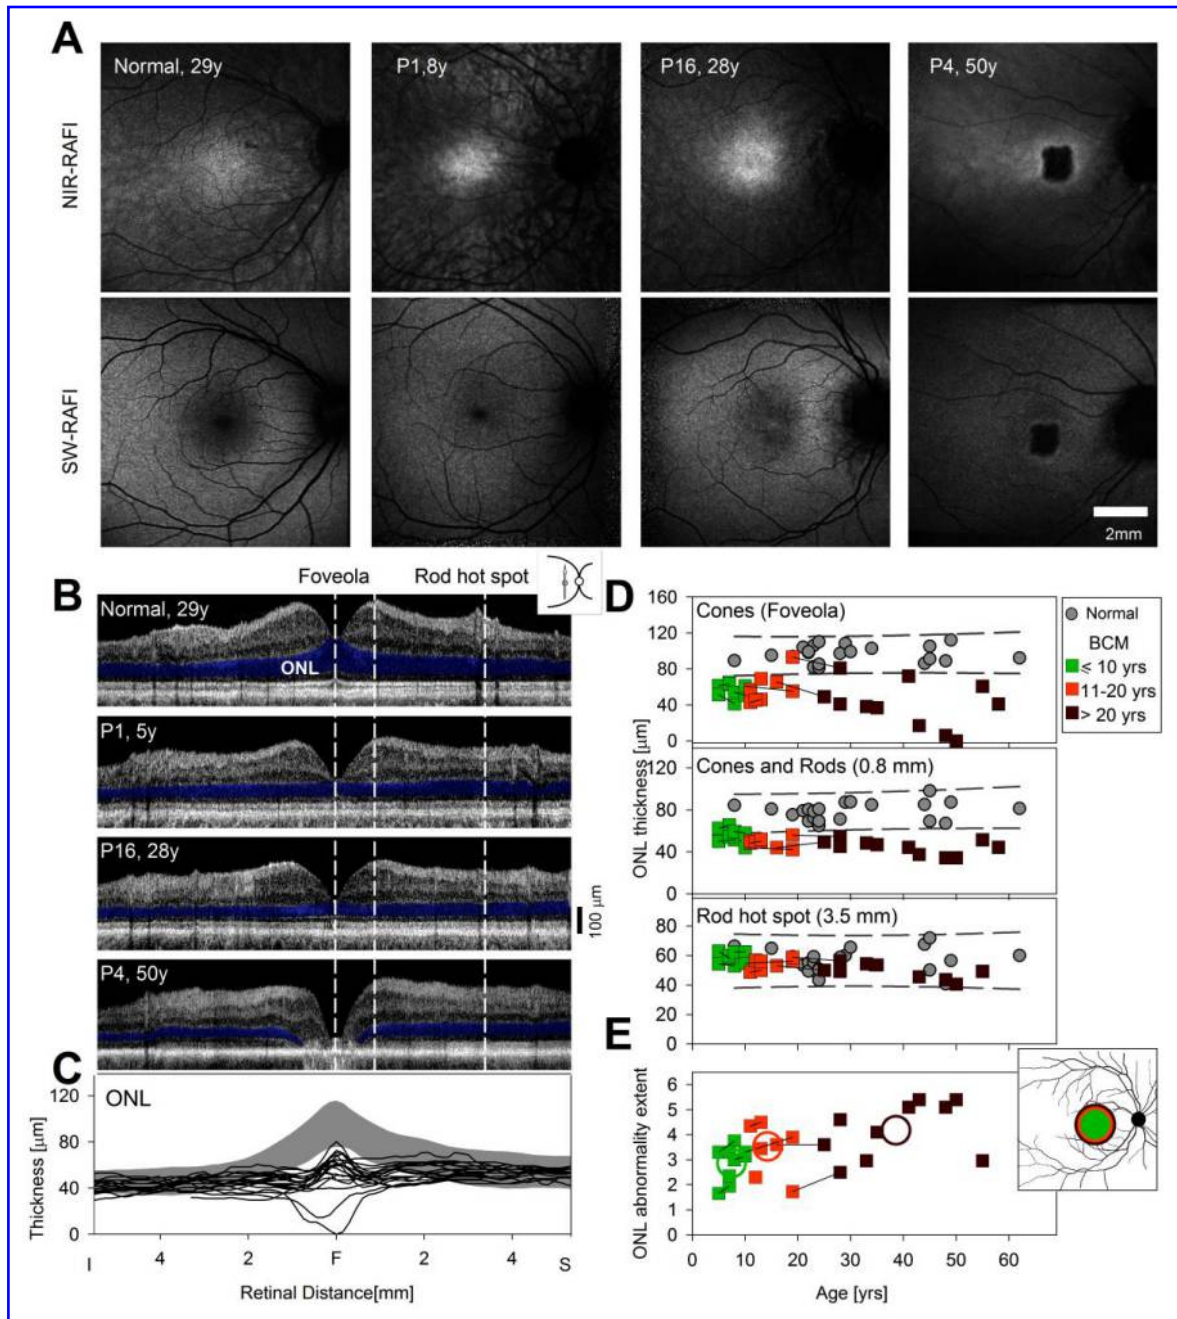 A
Normal, 29y
P1,8y
P16, 28y
P4, 50y
NIR-RAFI
SW-RAFI
2mm
B
Foveola
Rod hot spot
Normal, 29y
ONL
P1, 5y
P16, 28y
100 µm
P4, 50y
C
ONL
120
80
40
0
Thickness [µm]
I
4
2
F
2
4
S
Retinal Distance[mm]
D
Cones (Foveola)
160
120
80
40
0
Normal
BCM
⩽ 10 yrs
11-20 yrs
> 20 yrs
Cones and Rods (0.8 mm)
120
80
40
0
ONL thickness [µm]
Rod hot spot (3.5 mm)
80
60
40
20
0
E
6
5
4
3
2
1
0
ONL abnormality extent
0
10
20
30
40
50
60
Age [yrs]